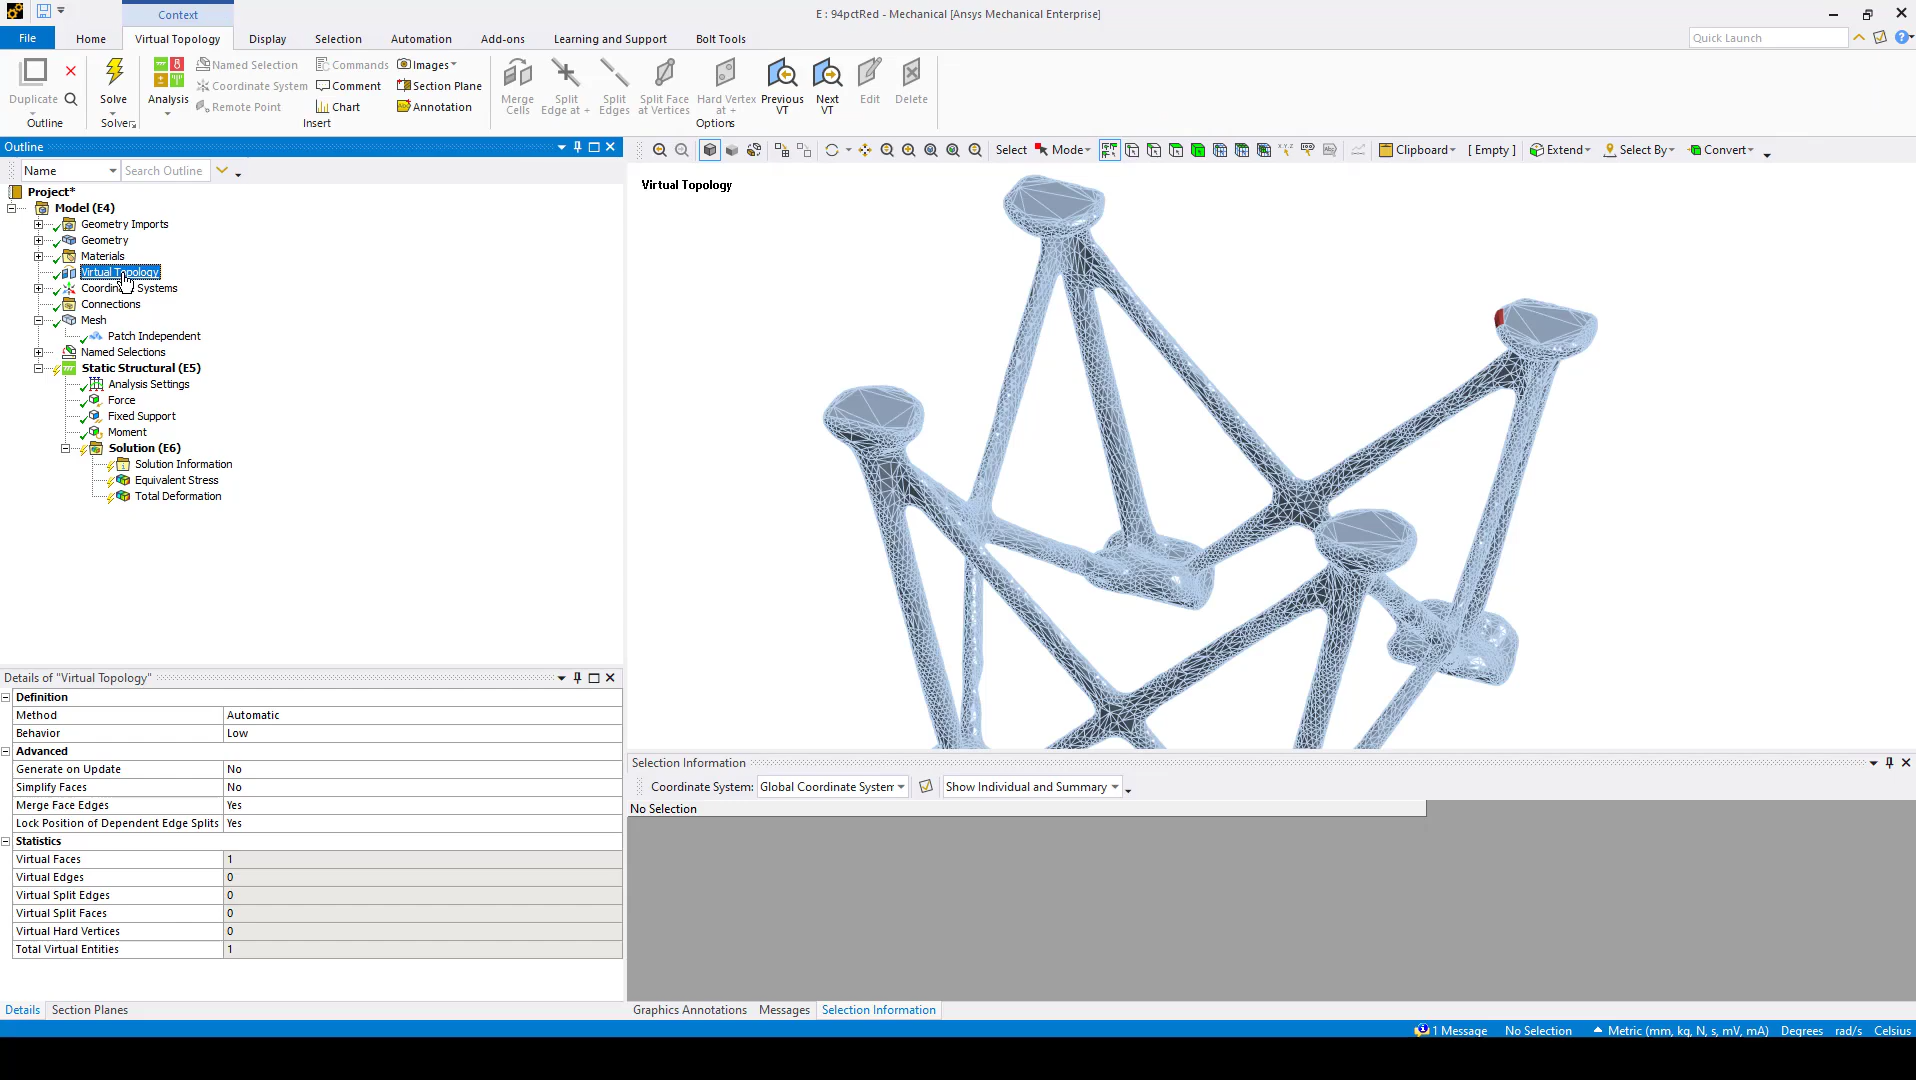 Context
E : 94pctRed - Mechanical [Ansys Mechanical Enterprise]
File
Home
Virtual Topology
Display
Selection
Automation
Add-ons
Learning and Support
Bolt Tools
Quick Launch
Duplicate
Outline
Solve
Solver
Analysis
Named Selection
Coordinate System
Remote Point
Commands
Comment
Chart
Images
Section Plane
Annotation
Insert
Merge Cells
Split Edge at +
Split Edges
Split Face at Vertices
Hard Vertex at +
Previous VT
Next VT
Edit
Delete
Options
Outline
Name
Search Outline
Project*
Model (E4)
Geometry Imports
Geometry
Materials
Virtual Topology
Coordinate Systems
Connections
Mesh
Patch Independent
Named Selections
Static Structural (E5)
Analysis Settings
Force
Fixed Support
Moment
Solution (E6)
Solution Information
Equivalent Stress
Total Deformation
Select
Mode
Clipboard
[ Empty ]
Extend
Select By
Convert
Virtual Topology
Details of "Virtual Topology"
Definition
Method Automatic
Behavior Low
Advanced
Generate on Update No
Simplify Faces No
Merge Face Edges Yes
Lock Position of Dependent Edge Splits Yes
Statistics
Virtual Faces 1
Virtual Edges 0
Virtual Split Edges 0
Virtual Split Faces 0
Virtual Hard Vertices 0
Total Virtual Entities 1
Details
Section Planes
Selection Information
Coordinate System: Global Coordinate System
Show Individual and Summary
No Selection
Graphics Annotations
Messages
Selection Information
1 Message
No Selection
Metric (mm, kg, N, s, mV, mA)
Degrees
rad/s
Celsius